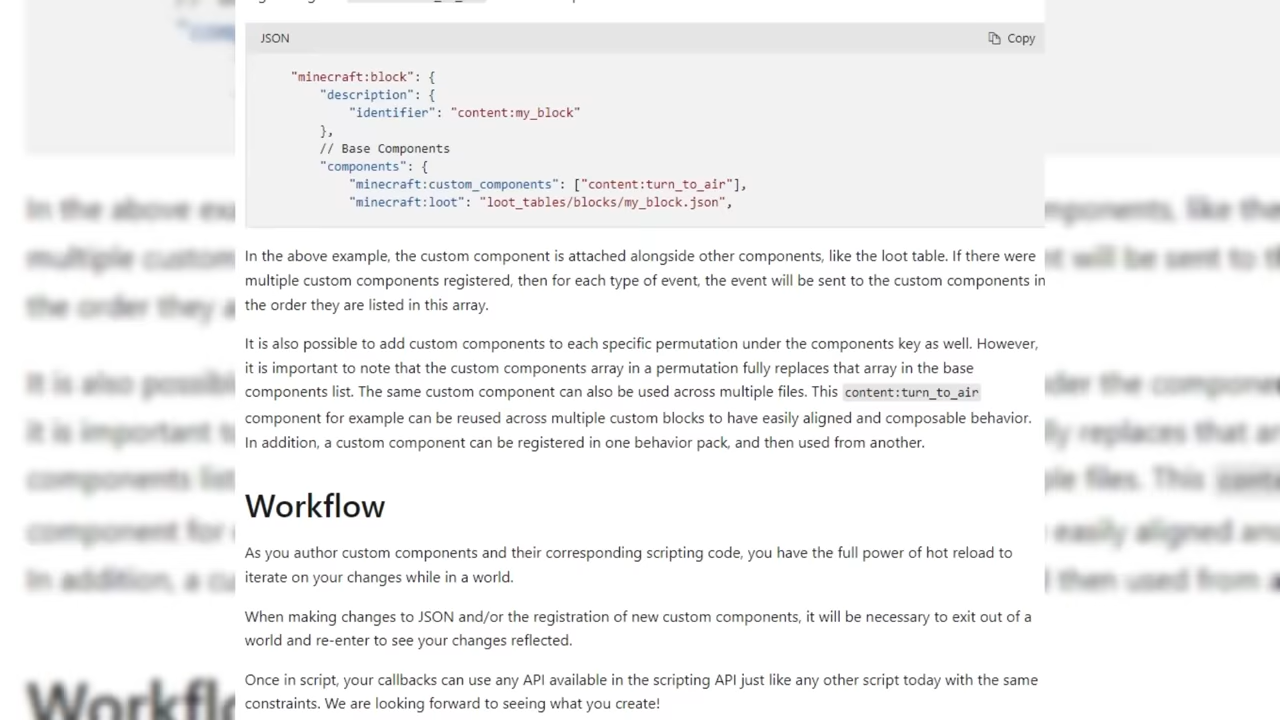 JSON
Copy
"minecraft:block": {
"description": {
"identifier": "content:my_block"
},
// Base Components
"components": {
"minecraft:custom_components": ["content:turn_to_air"],
"minecraft:loot": "loot_tables/blocks/my_block.json",
In the above example, the custom component is attached alongside other components, like the loot table. If there were
multiple custom components registered, then for each type of event, the event will be sent to the custom components in
the order they are listed in this array.
It is also possible to add custom components to each specific permutation under the components key as well. However,
it is important to note that the custom components array in a permutation fully replaces that array in the base
components list. The same custom component can also be used across multiple files. This content:turn_to_air
component for example can be reused across multiple custom blocks to have easily aligned and composable behavior.
In addition, a custom component can be registered in one behavior pack, and then used from another.
Workflow
As you author custom components and their corresponding scripting code, you have the full power of hot reload to
iterate on your changes while in a world.
When making changes to JSON and/or the registration of new custom components, it will be necessary to exit out of a
world and re-enter to see your changes reflected.
Once in script, your callbacks can use any API available in the scripting API just like any other script today with the same
constraints. We are looking forward to seeing what you create!